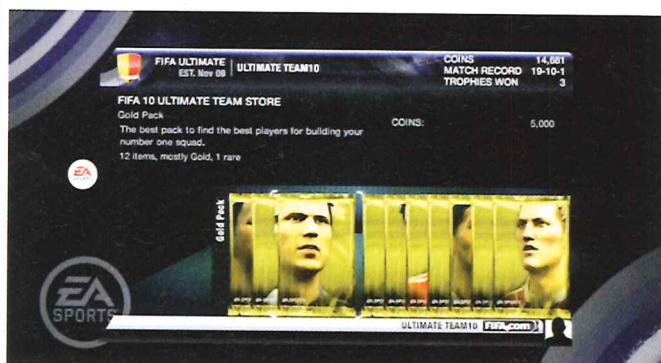 FIFA ULTIMATE
EST. Nov 09
ULTIMATE TEAM10
COINS 14,681
MATCH RECORD 19-10-1
TROPHIES WON 3
FIFA 10 ULTIMATE TEAM STORE
Gold Pack
The best pack to find the best players for building your
number one squad.
12 items, mostly Gold, 1 rare
COINS: 5,000
EA
SPORTS
Gold Pack
EA
SPORTS
ULTIMATE TEAM10 FIFA.com